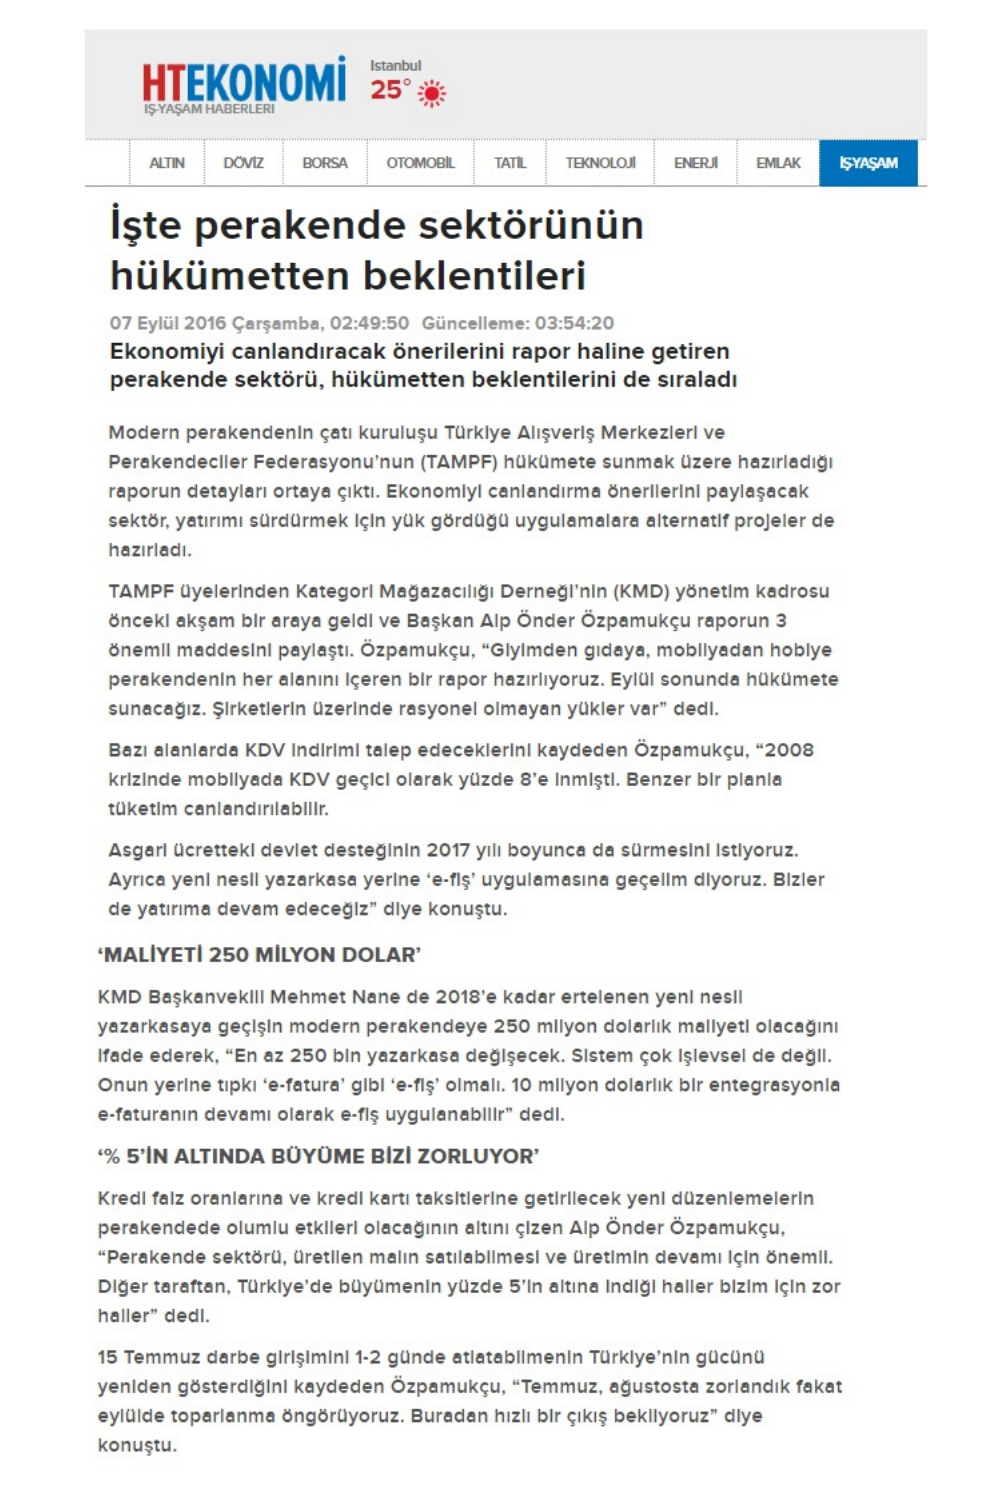 HTEKONOMİ
İŞ-YAŞAM HABERLERİ
Istanbul
25°
ALTIN DÖVİZ BORSA OTOMOBİL TATİL TEKNOLOJİ ENERJİ EMLAK İŞ-YAŞAM
İşte perakende sektörünün
hükümetten beklentileri
07 Eylül 2016 Çarşamba, 02:49:50 Güncelleme: 03:54:20
Ekonomiyi canlandıracak önerilerini rapor haline getiren
perakende sektörü, hükümetten beklentilerini de sıraladı
Modern perakendenin çatı kuruluşu Türkiye Alışveriş Merkezleri ve
Perakendeciler Federasyonu’nun (TAMPF) hükümete sunmak üzere hazırladığı
raporun detayları ortaya çıktı. Ekonomiyi canlandırma önerilerini paylaşacak
sektör, yatırımı sürdürmek için yük gördüğü uygulamalara alternatif projeler de
hazırladı.
TAMPF üyelerinden Kategori Mağazacılığı Derneği’nin (KMD) yönetim kadrosu
önceki akşam bir araya geldi ve Başkan Alp Önder Özpamukçu raporun 3
önemli maddesini paylaştı. Özpamukçu, “Giyimden gıdaya, mobilyadan hobiye
perakendenin her alanını içeren bir rapor hazırlıyoruz. Eylül sonunda hükümete
sunacağız. Şirketlerin üzerinde rasyonel olmayan yükler var” dedi.
Bazı alanlarda KDV indirimi talep edeceklerini kaydeden Özpamukçu, “2008
krizinde mobilyada KDV geçici olarak yüzde 8’e inmişti. Benzer bir planla
tüketim canlandırılabilir.
Asgari ücretteki devlet desteğinin 2017 yılı boyunca da sürmesini istiyoruz.
Ayrıca yeni nesil yazarkasa yerine ‘e-fiş’ uygulamasına geçelim diyoruz. Bizler
de yatırıma devam edeceğiz” diye konuştu.
‘MALİYETİ 250 MİLYON DOLAR’
KMD Başkanvekili Mehmet Nane de 2018’e kadar ertelenen yeni nesil
yazarkasaya geçişin modern perakendeye 250 milyon dolarlık maliyeti olacağını
ifade ederek, “En az 250 bin yazarkasa değişecek. Sistem çok işlevsel de değil.
Onun yerine tıpkı ‘e-fatura’ gibi ‘e-fiş’ olmalı. 10 milyon dolarlık bir entegrasyonla
e-faturanın devamı olarak e-fiş uygulanabilir” dedi.
‘% 5’İN ALTINDA BÜYÜME BİZİ ZORLUYOR’
Kredi faiz oranlarına ve kredi kartı taksitlerine getirilecek yeni düzenlemelerin
perakendede olumlu etkileri olacağının altını çizen Alp Önder Özpamukçu,
“Perakende sektörü, üretilen malın satılabilmesi ve üretimin devamı için önemli.
Diğer taraftan, Türkiye’de büyümenin yüzde 5’in altına indiği haller bizim için zor
haller” dedi.
15 Temmuz darbe girişimini 1-2 günde atlatabilmenin Türkiye’nin gücünü
yeniden gösterdiğini kaydeden Özpamukçu, “Temmuz, ağustosta zorlandık fakat
eylülde toparlanma öngörüyoruz. Buradan hızlı bir çıkış bekliyoruz” diye
konuştu.